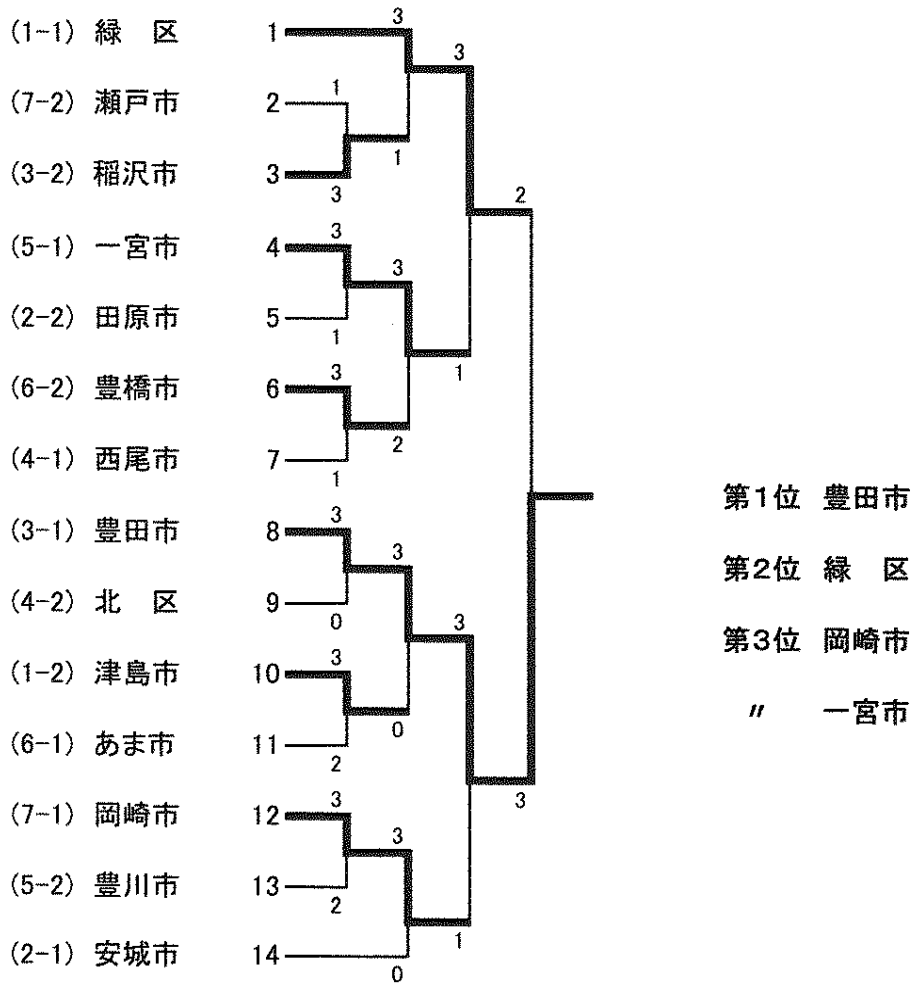 3
(1-1) 緑　区 1
3
(7-2) 瀬戸市 2
1
1
(3-2) 稲沢市 3
3
2
(5-1) 一宮市 4
3
3
(2-2) 田原市 5
1
1
(6-2) 豊橋市 6
3
2
(4-1) 西尾市 7
1
第1位 豊田市
(3-1) 豊田市 8
3
3
第2位 緑　区
(4-2) 北　区 9
0
3
第3位 岡崎市
(1-2) 津島市 10
3
0
〃 一宮市
(6-1) あま市 11
2
3
(7-1) 岡崎市 12
3
3
(5-2) 豊川市 13
2
1
(2-1) 安城市 14
0